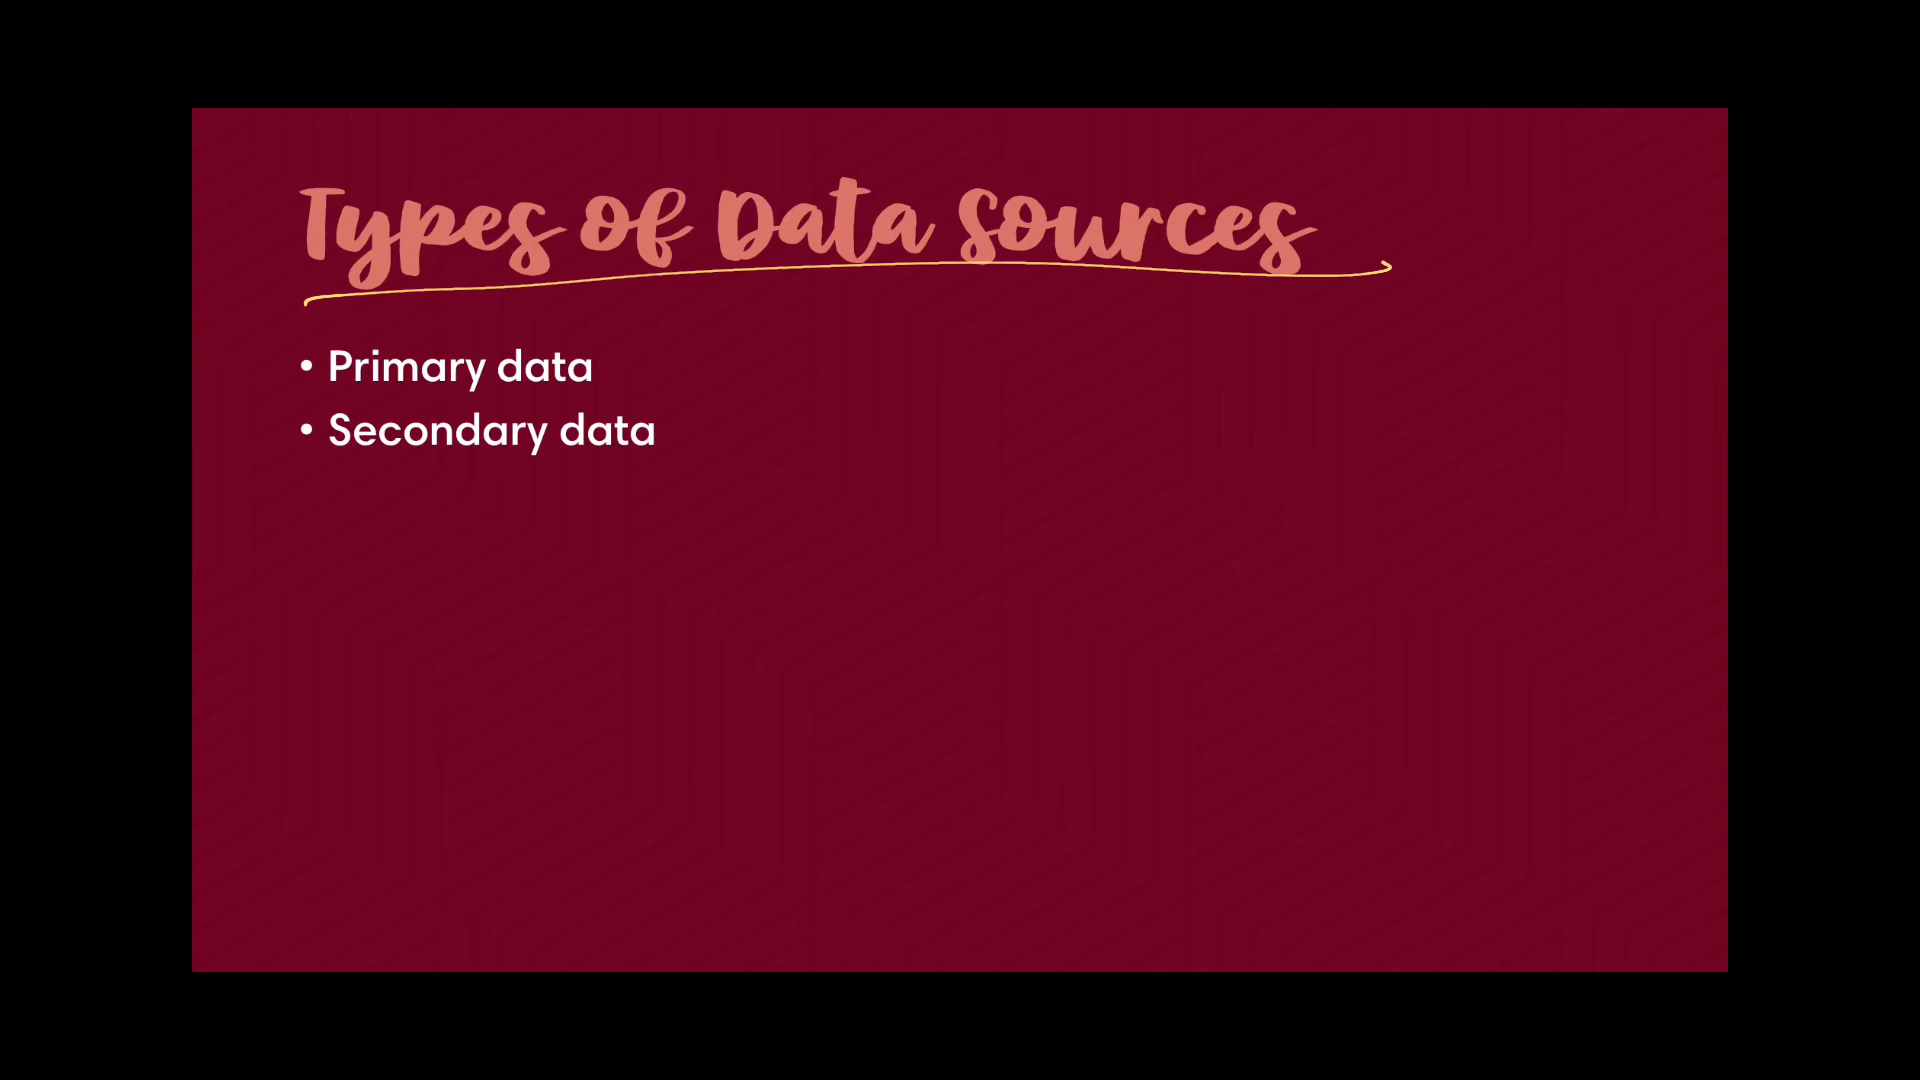 Types of Data Sources
• Primary data
• Secondary data